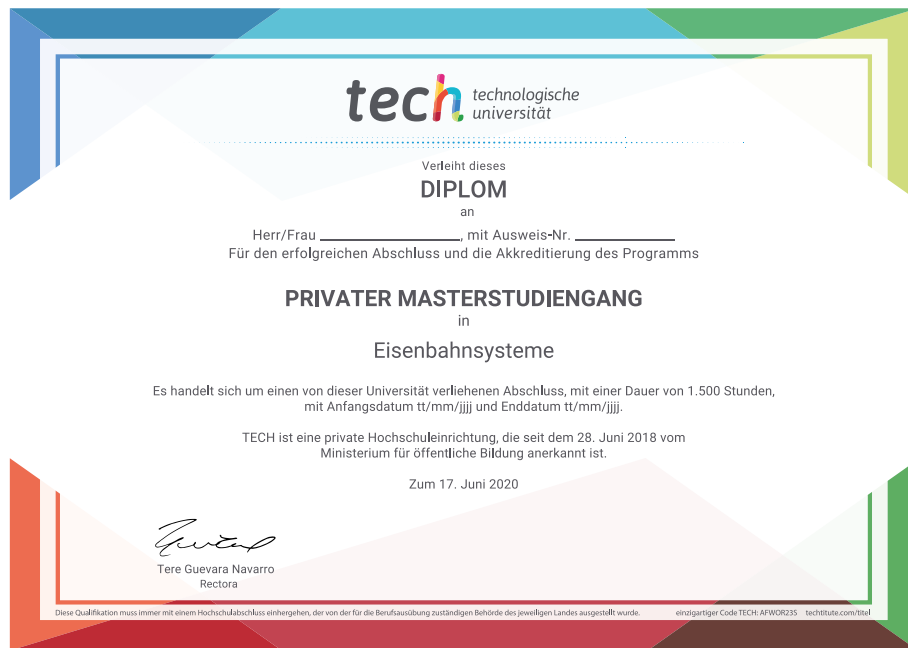 tech technologische
universität
Verleiht dieses
DIPLOM
an
Herr/Frau ____________, mit Ausweis-Nr. ____________
Für den erfolgreichen Abschluss und die Akkreditierung des Programms
PRIVATER MASTERSTUDIENGANG
in
Eisenbahnsysteme
Es handelt sich um einen von dieser Universität verliehenen Abschluss, mit einer Dauer von 1.500 Stunden,
mit Anfangsdatum tt/mm/jjjj und Enddatum tt/mm/jjjj.
TECH ist eine private Hochschuleinrichtung, die seit dem 28. Juni 2018 vom
Ministerium für öffentliche Bildung anerkannt ist.
Zum 17. Juni 2020
Tere Guevara Navarro
Rectora
Diese Qualifikation muss immer mit einem Hochschulabschluss einhergehen, der von der für die Berufsausübung zuständigen Behörde des jeweiligen Landes ausgestellt wurde. einzigartiger Code TECH: AFWOR23S techtitute.com/titel